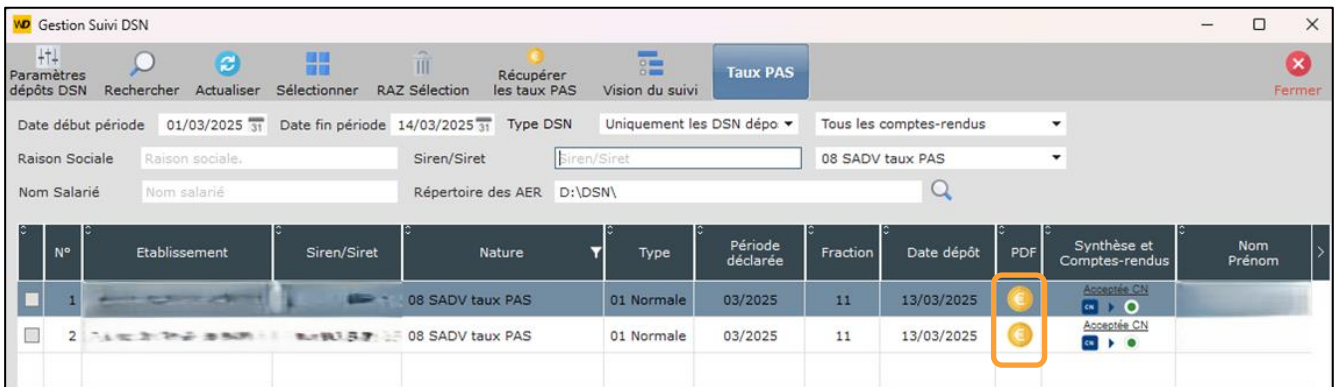 WD Gestion Suivi DSN
Paramètres
dépôts DSN
Rechercher
Actualiser
Sélectionner
RAZ Sélection
Récupérer
les taux PAS
Vision du suivi
Taux PAS
Fermer
Date début période 01/03/2025 31 Date fin période 14/03/2025 31 Type DSN Uniquement les DSN dépo Tous les comptes-rendus
Raison Sociale Raison sociale. Siren/Siret Siren/Siret 08 SADV taux PAS
Nom Salarié Nom salarié Répertoire des AER D:\DSN\
N° Etablissement Siren/Siret Nature Type Période
déclarée Fraction Date dépôt PDF Synthèse et
Comptes-rendus Nom
Prénom
1 08 SADV taux PAS 01 Normale 03/2025 11 13/03/2025 € Acceptée CN
CN
2 08 SADV taux PAS 01 Normale 03/2025 11 13/03/2025 € Acceptée CN
CN